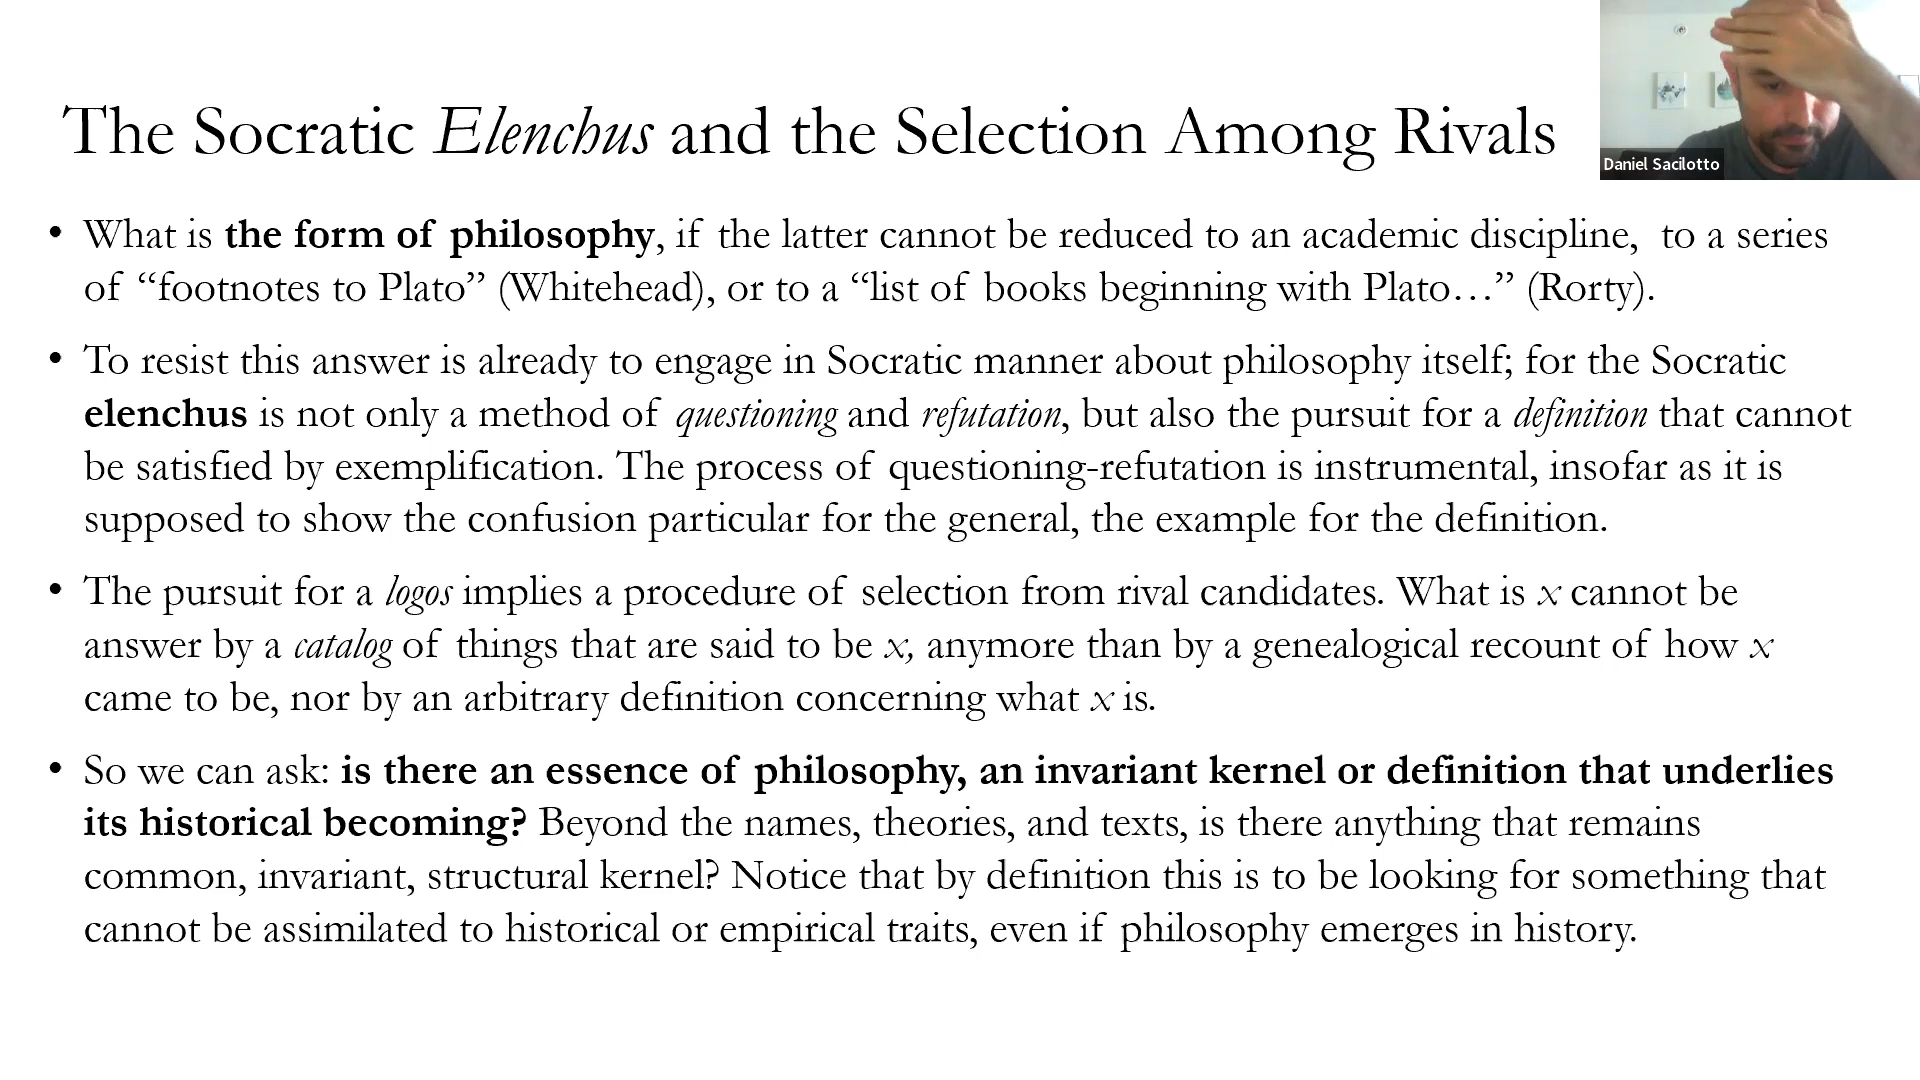 The Socratic Elenchus and the Selection Among Rivals
Daniel Sacilotto
• What is the form of philosophy, if the latter cannot be reduced to an academic discipline, to a series
of “footnotes to Plato” (Whitehead), or to a “list of books beginning with Plato…” (Rorty).
• To resist this answer is already to engage in Socratic manner about philosophy itself; for the Socratic
elenchus is not only a method of questioning and refutation, but also the pursuit for a definition that cannot
be satisfied by exemplification. The process of questioning-refutation is instrumental, insofar as it is
supposed to show the confusion particular for the general, the example for the definition.
• The pursuit for a logos implies a procedure of selection from rival candidates. What is x cannot be
answer by a catalog of things that are said to be x, anymore than by a genealogical recount of how x
came to be, nor by an arbitrary definition concerning what x is.
• So we can ask: is there an essence of philosophy, an invariant kernel or definition that underlies
its historical becoming? Beyond the names, theories, and texts, is there anything that remains
common, invariant, structural kernel? Notice that by definition this is to be looking for something that
cannot be assimilated to historical or empirical traits, even if philosophy emerges in history.